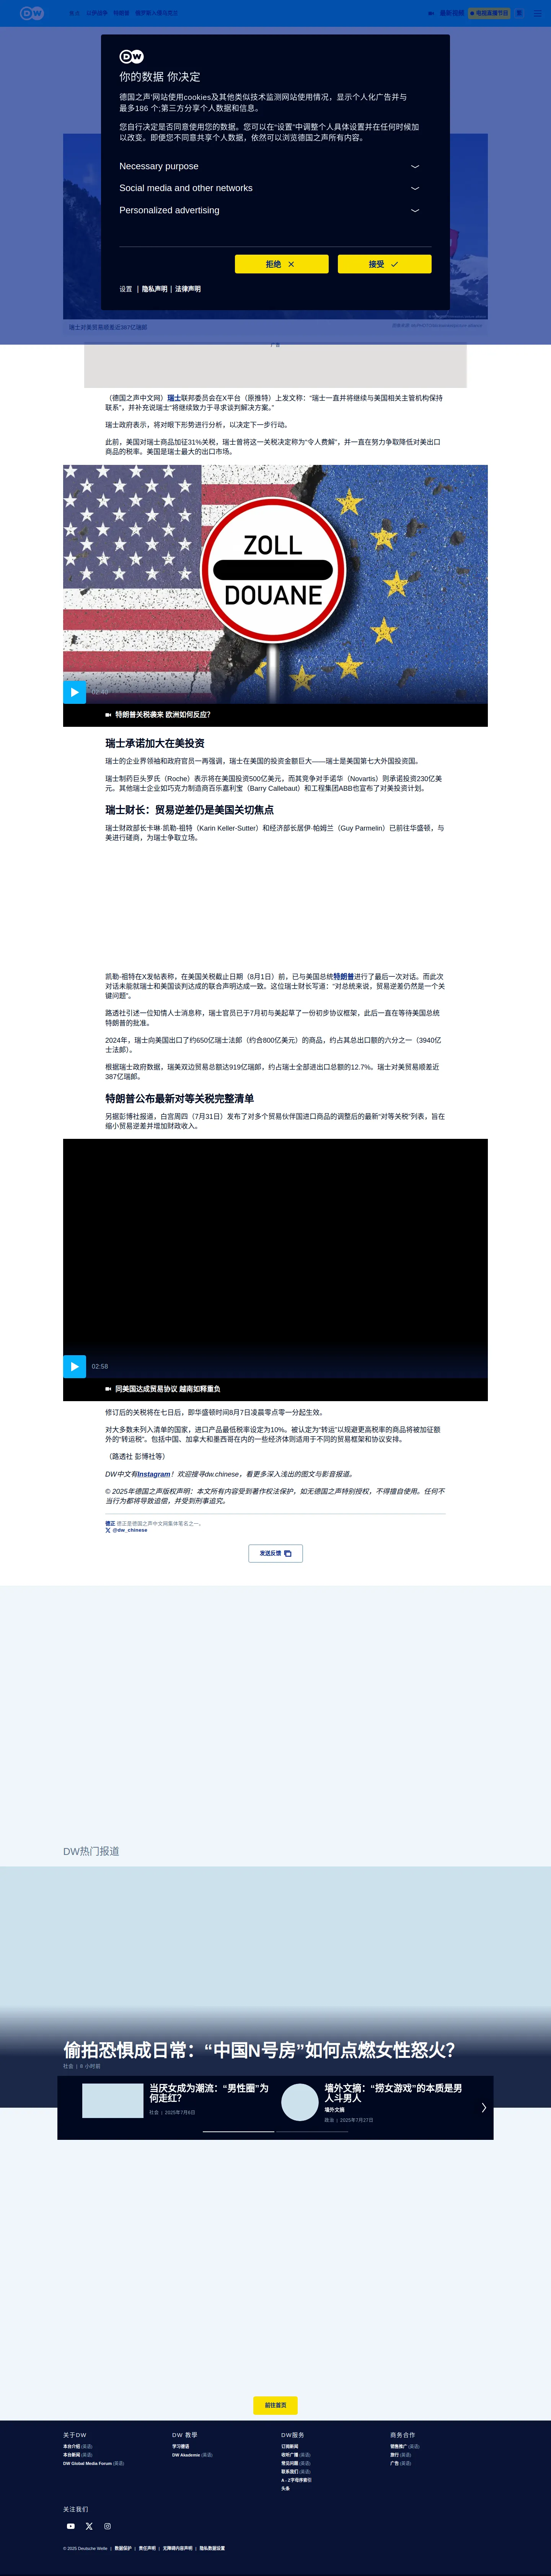 DW
最新视频
电视直播节目
DW
你的数据 你决定
德国之声'网站使用cookies及其他类似技术监测网站使用情况，显示个人化广告并与
最多186 个;第三方分享个人数据和信息。
您自行决定是否同意使用您的数据。您可以在“设置”中调整个人具体设置并在任何时候加
以改变。即便您不同意共享个人数据，依然可以浏览德国之声所有内容。
Necessary purpose
Social media and other networks
Personalized advertising
拒绝
接受
设置 | 隐私声明 | 法律声明
瑞士对美贸易顺差近387亿瑞郎
广告
（德国之声中文网）瑞士联邦委员会在X平台（原推特）上发文称：“瑞士一直并将继续与美国相关主管机构保持
联系”，并补充说瑞士“将继续致力于寻求谈判解决方案。”
瑞士政府表示，将对眼下形势进行分析，以决定下一步行动。
此前，美国对瑞士商品加征31%关税，瑞士曾将这一关税决定称为“令人费解”，并一直在努力争取降低对美出口
商品的税率。美国是瑞士最大的出口市场。
ZOLL
DOUANE
02:40
特朗普关税袭来 欧洲如何反应？
瑞士承诺加大在美投资
瑞士的企业界领袖和政府官员一再强调，瑞士在美国的投资金额巨大——瑞士是美国第七大外国投资国。
瑞士制药巨头罗氏（Roche）表示将在美国投资500亿美元，而其竞争对手诺华（Novartis）则承诺投资230亿美
元。其他瑞士企业如巧克力制造商百乐嘉利宝（Barry Callebaut）和工程集团ABB也宣布了对美投资计划。
瑞士财长：贸易逆差仍是美国关切焦点
瑞士财政部长卡琳·凯勒-祖特（Karin Keller-Sutter）和经济部长居伊·帕姆兰（Guy Parmelin）已前往华盛顿，与
美进行磋商，为瑞士争取立场。
凯勒-祖特在X发帖表称，在美国关税截止日期（8月1日）前，已与美国总统特朗普进行了最后一次对话。而此次
对话未能就瑞士和美国谈判达成的联合声明达成一致。这位瑞士财长写道：“对总统来说，贸易逆差仍然是一个关
键问题”。
路透社引述一位知情人士消息称，瑞士官员已于7月初与美起草了一份初步协议框架，此后一直在等待美国总统
特朗普的批准。
2024年，瑞士向美国出口了约650亿瑞士法郎（约合800亿美元）的商品，约占其总出口额的六分之一（3940亿
士法郎）。
根据瑞士政府数据，瑞美双边贸易总额达919亿瑞郎，约占瑞士全部进出口总额的12.7%。瑞士对美贸易顺差近
387亿瑞郎。
特朗普公布最新对等关税完整清单
另据彭博社报道，白宫周四（7月31日）发布了对多个贸易伙伴国进口商品的调整后的最新“对等关税”列表，旨在
缩小贸易逆差并增加财政收入。
02:58
同美国达成贸易协议 越南如释重负
修订后的关税将在七日后，即华盛顿时间8月7日凌晨零点零一分起生效。
对大多数未列入清单的国家，进口产品最低税率设定为10%。被认定为“转运”以规避更高税率的商品将被加征额
外的“转运税”。包括中国、加拿大和墨西哥在内的一些经济体则适用于不同的贸易框架和协议安排。
（路透社 彭博社等）
DW中文有Instagram！欢迎搜寻dw.chinese，看更多深入浅出的图文与影音报道。
© 2025年德国之声版权声明：本文所有内容受到著作权法保护，如无德国之声特别授权，不得擅自使用。任何不
当行为都将导致追偿，并受到刑事追究。
德正 德正是德国之声中文网集体笔名之一。
@dw_chinese
发送反馈
DW热门报道
偷拍恐惧成日常：“中国N号房”如何点燃女性怒火？
社会 | 6 小时前
当厌女成为潮流：“男性圈”为
何走红？
社会 | 2025年7月6日
墙外文摘：“捞女游戏”的本质是男
人斗男人
墙外文摘
政治 | 2025年7月27日
前往首页
关于DW
本台介绍 (英语)
本台新闻 (英语)
DW Global Media Forum (英语)
DW 教學
学习德语
DW Akademie (英语)
DW服务
订阅新闻
收听广播 (英语)
常见问题 (英语)
联系我们 (英语)
A - Z字母库索引
头条
商务合作
销售推广 (英语)
旅行 (英语)
广告 (英语)
关注我们
© 2025 Deutsche Welle | 数据保护 | 责任声明 | 无障碍内容声明 | 隐私数据设置